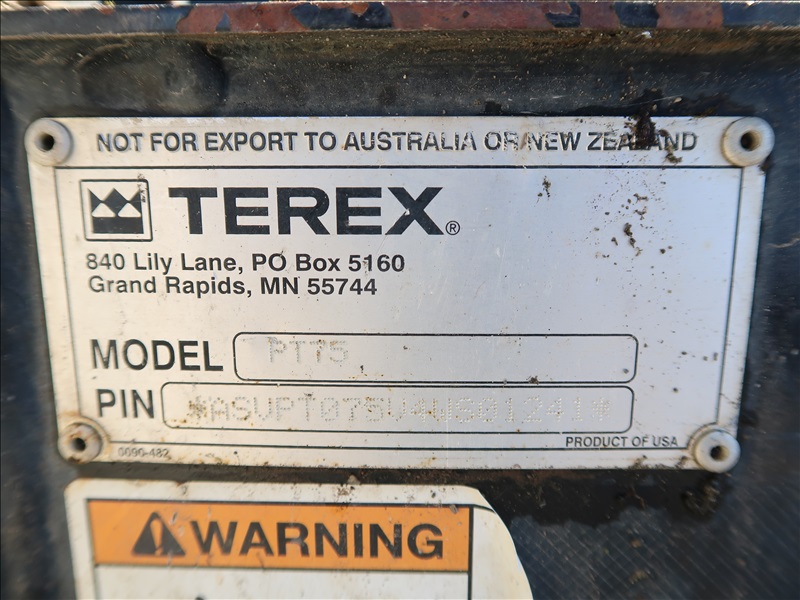 NOT FOR EXPORT TO AUSTRALIA OR NEW ZEALAND
TEREX®
840 Lily Lane, PO Box 5160
Grand Rapids, MN 55744
MODEL PT75
PIN *ASVPT075V4WG01241*
PRODUCT OF USA
0090-482
WARNING